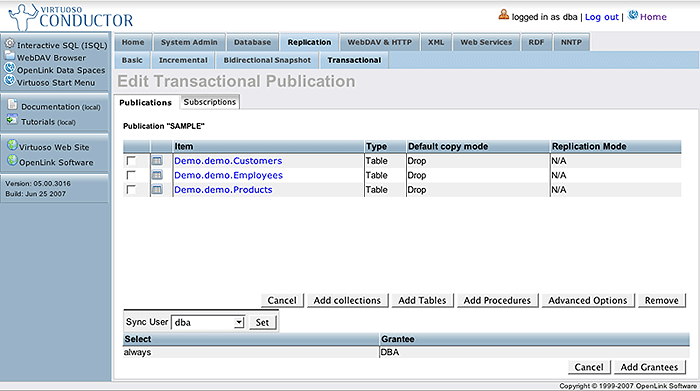 VIRTUOSO
CONDUCTOR
logged in as dba | Log out | Home
Interactive SQL (ISQL)
WebDAV Browser
OpenLink Data Spaces
Virtuoso Start Menu
Documentation (local)
Tutorials (local)
Virtuoso Web Site
OpenLink Software
Version: 05.00.3016
Build: Jun 25 2007
Home System Admin Database Replication WebDAV & HTTP XML Web Services RDF NNTP
Basic Incremental Bidirectional Snapshot Transactional
Edit Transactional Publication
Publications Subscriptions
Publication "SAMPLE"
Item Type Default copy mode Replication Mode
Demo.demo.Customers Table Drop N/A
Demo.demo.Employees Table Drop N/A
Demo.demo.Products Table Drop N/A
Cancel Add collections Add Tables Add Procedures Advanced Options Remove
Sync User dba Set
Select Grantee
always DBA
Cancel Add Grantees
Copyright © 1999-2007 OpenLink Software